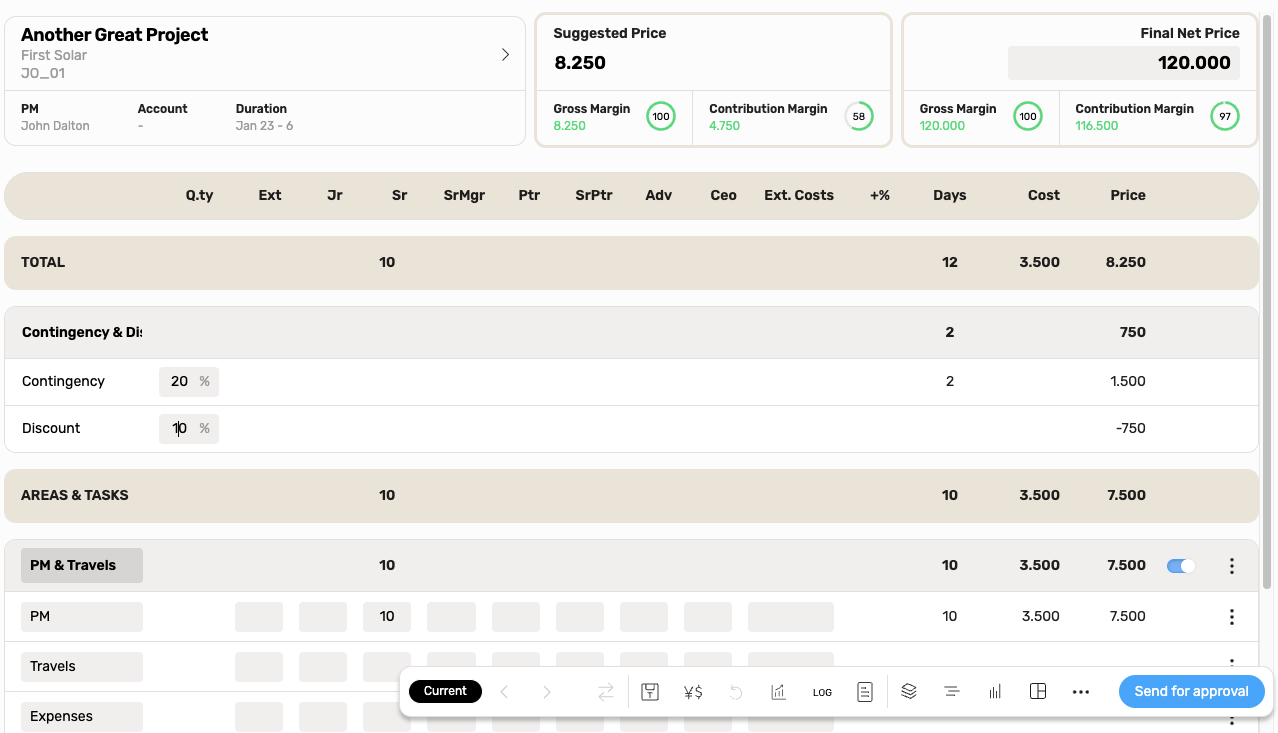 Another Great Project
First Solar
JO_01
PM Account Duration
John Dalton - Jan 23 - 6
Suggested Price
8.250
Gross Margin 100 Contribution Margin 58
8.250 4.750
Final Net Price
120.000
Gross Margin 100 Contribution Margin 97
120.000 116.500
Q.ty Ext Jr Sr SrMgr Ptr SrPtr Adv Ceo Ext. Costs +% Days Cost Price
TOTAL 10 12 3.500 8.250
Contingency & Dis 2 750
Contingency 20 % 2 1.500
Discount 10 % -750
AREAS & TASKS 10 10 3.500 7.500
PM & Travels 10 10 3.500 7.500
PM 10 10 3.500 7.500
Travels
Current ¥$ LOG Send for approval
Expenses